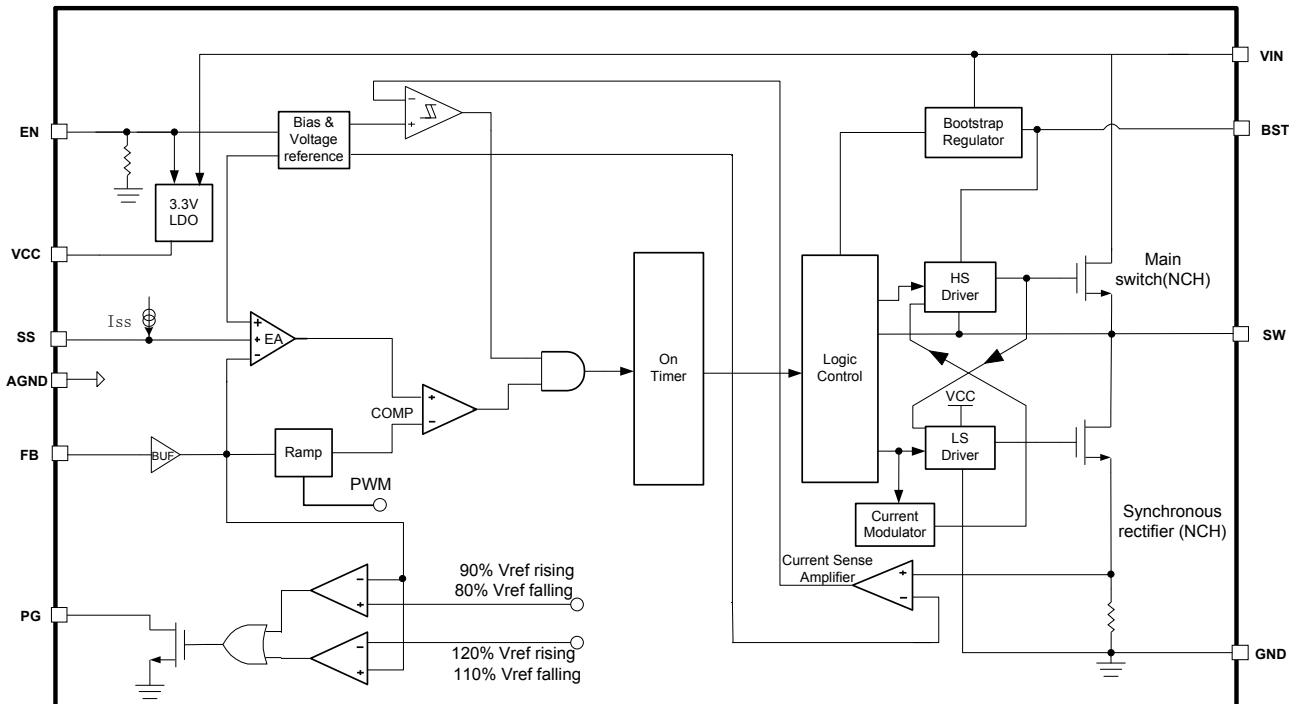 VIN
EN
Bias &
Voltage
reference
−
+
Bootstrap
Regulator
BST
3.3V
LDO
VCC
HS
Driver
Main
switch(NCH)
Iss
SS
+
+
−
EA
On
Timer
Logic
Control
SW
AGND
COMP
+
−
VCC
FB
BUF
Ramp
LS
Driver
PWM
Current
Modulator
Synchronous
rectifier (NCH)
Current Sense
Amplifier
+
−
90% Vref rising
80% Vref falling
−
+
PG
120% Vref rising
110% Vref falling
−
+
GND